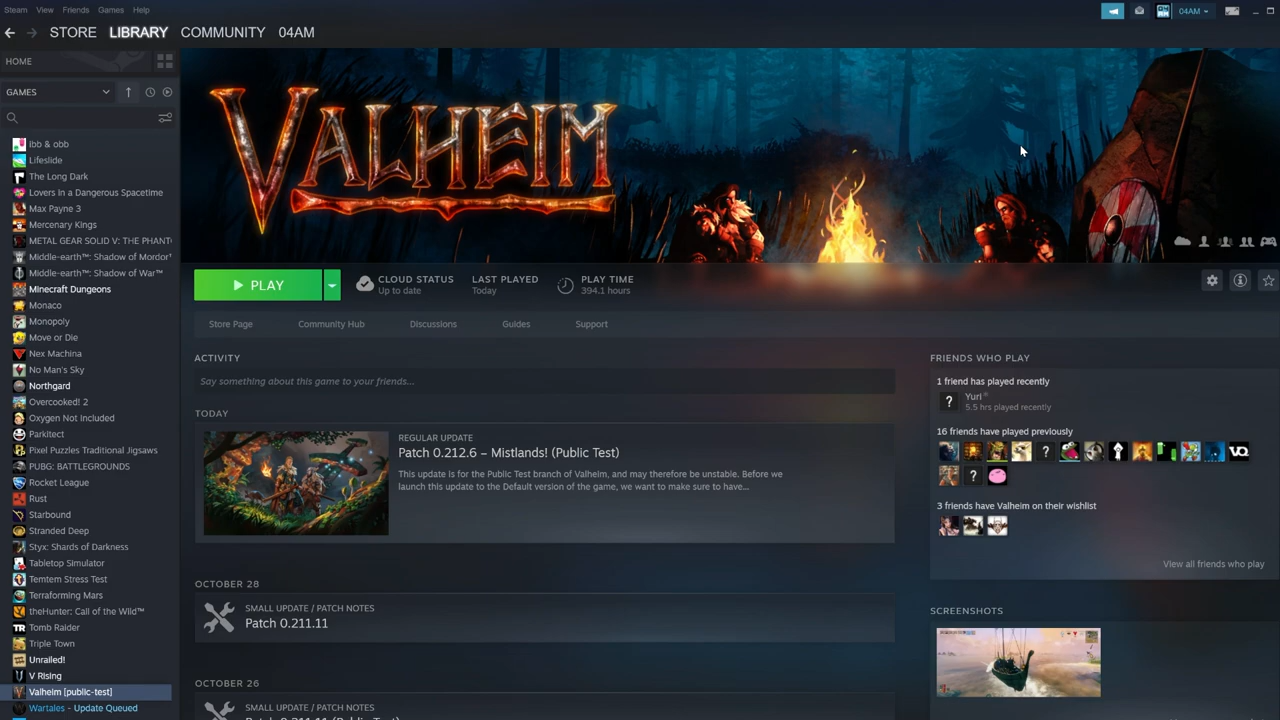 Steam View Friends Games Help
04AM
STORE LIBRARY COMMUNITY 04AM
HOME
GAMES
ibb & obb
Lifeslide
The Long Dark
Lovers In a Dangerous Spacetime
Max Payne 3
Mercenary Kings
METAL GEAR SOLID V: THE PHANT
Middle-earth™: Shadow of Mordor
Middle-earth™: Shadow of War™
Minecraft Dungeons
Monaco
Monopoly
Move or Die
Nex Machina
No Man's Sky
Northgard
Overcooked! 2
Oxygen Not Included
Parkitect
Pixel Puzzles Traditional Jigsaws
PUBG: BATTLEGROUNDS
Rocket League
Rust
Starbound
Stranded Deep
Styx: Shards of Darkness
Tabletop Simulator
Temtem Stress Test
Terraforming Mars
theHunter: Call of the Wild™
Tomb Raider
Triple Town
Unrailed!
V Rising
Valheim [public-test]
Wartales - Update Queued
VALHEIM
PLAY
CLOUD STATUS
Up to date
LAST PLAYED
Today
PLAY TIME
394.1 hours
Store Page Community Hub Discussions Guides Support
ACTIVITY
Say something about this game to your friends...
TODAY
REGULAR UPDATE
Patch 0.212.6 – Mistlands! (Public Test)
This update is for the Public Test branch of Valheim, and may therefore be unstable. Before we
launch this update to the Default version of the game, we want to make sure to have...
OCTOBER 28
SMALL UPDATE / PATCH NOTES
Patch 0.211.11
OCTOBER 26
SMALL UPDATE / PATCH NOTES
Patch 0.211.11 (Public Test)
FRIENDS WHO PLAY
1 friend has played recently
Yuri
5.5 hrs played recently
16 friends have played previously
VO
3 friends have Valheim on their wishlist
View all friends who play
SCREENSHOTS